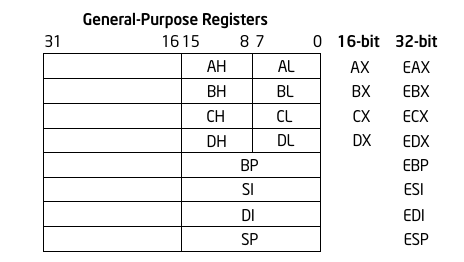 General-Purpose Registers
31 16 15 8 7 0 16-bit 32-bit
AH AL AX EAX
BH BL BX EBX
CH CL CX ECX
DH DL DX EDX
BP EBP
SI ESI
DI EDI
SP ESP